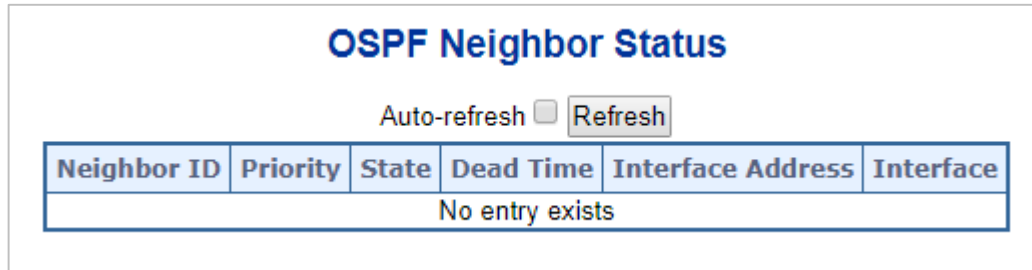 OSPF Neighbor Status
Auto-refresh Refresh
Neighbor ID Priority State Dead Time Interface Address Interface
No entry exists